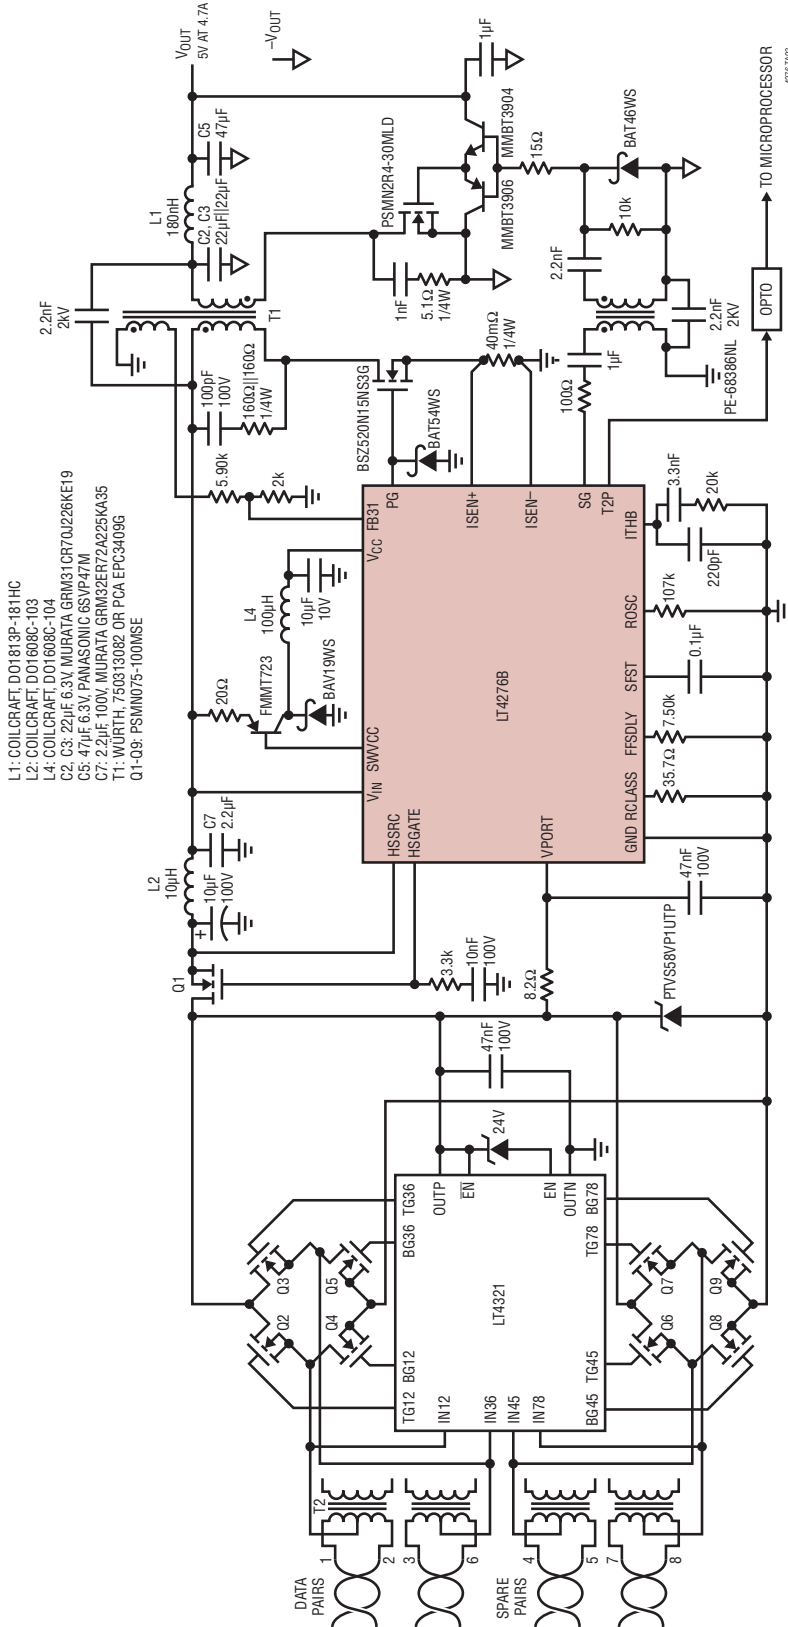 L1: COILCRAFT, DO1813P-181HC
L2: COILCRAFT, DO1608C-103
L4: COILCRAFT, DO1608C-104
C2, C3: 22µF, 6.3V, MURATA GRM31CR70J226KE19
C5: 47µF, 6.3V, PANASONIC 6SVP47M
C7: 2.2µF, 100V, MURATA GRM32ER72A225KA35
T1: WÜRTH, 750313082 OR PCA EPC3409G
Q1-Q9: PSMN075-100MSE
DATA
PAIRS
1
2
3
6
T2
SPARE
PAIRS
4
5
7
8
Q2
Q3
Q4
Q5
Q6
Q7
Q8
Q9
TG12
BG12
BG36
TG36
IN12
IN36
IN45
IN78
BG45
TG45
TG78
BG78
OUTP
EN
EN
OUTN
LT4321
24V
47nF
100V
Q1
3.3k
10nF
100V
8.2Ω
PTVS58VP1UTP
47nF
100V
L2
10µH
+
10µF
100V
C7
2.2µF
HSSRC
HSGATE
VPORT
VIN
SWVCC
VCC
FB31
PG
ISEN+
ISEN–
SG
T2P
GND
RCLASS
FFSDLY
SFST
ROSC
ITHB
LT4276B
35.7Ω
7.50k
0.1µF
107k
220pF
3.3nF
20k
20Ω
FMMT723
BAV19WS
L4
100µH
10µF
10V
5.90k
2k
100pF
100V
160Ω||160Ω
1/4W
2.2nF
2kV
T1
BSZ520N15NS3G
BAT54WS
40mΩ
1/4W
100Ω
1µF
PE-68386NL
2.2nF
2KV
2.2nF
10k
BAT46WS
15Ω
MMBT3906
MMBT3904
PSMN2R4-30MLD
1nF
5.1Ω
1/4W
1µF
L1
180nH
C2, C3
22µF||22µF
C5
47µF
VOUT
5V AT 4.7A
–VOUT
OPTO
TO MICROPROCESSOR